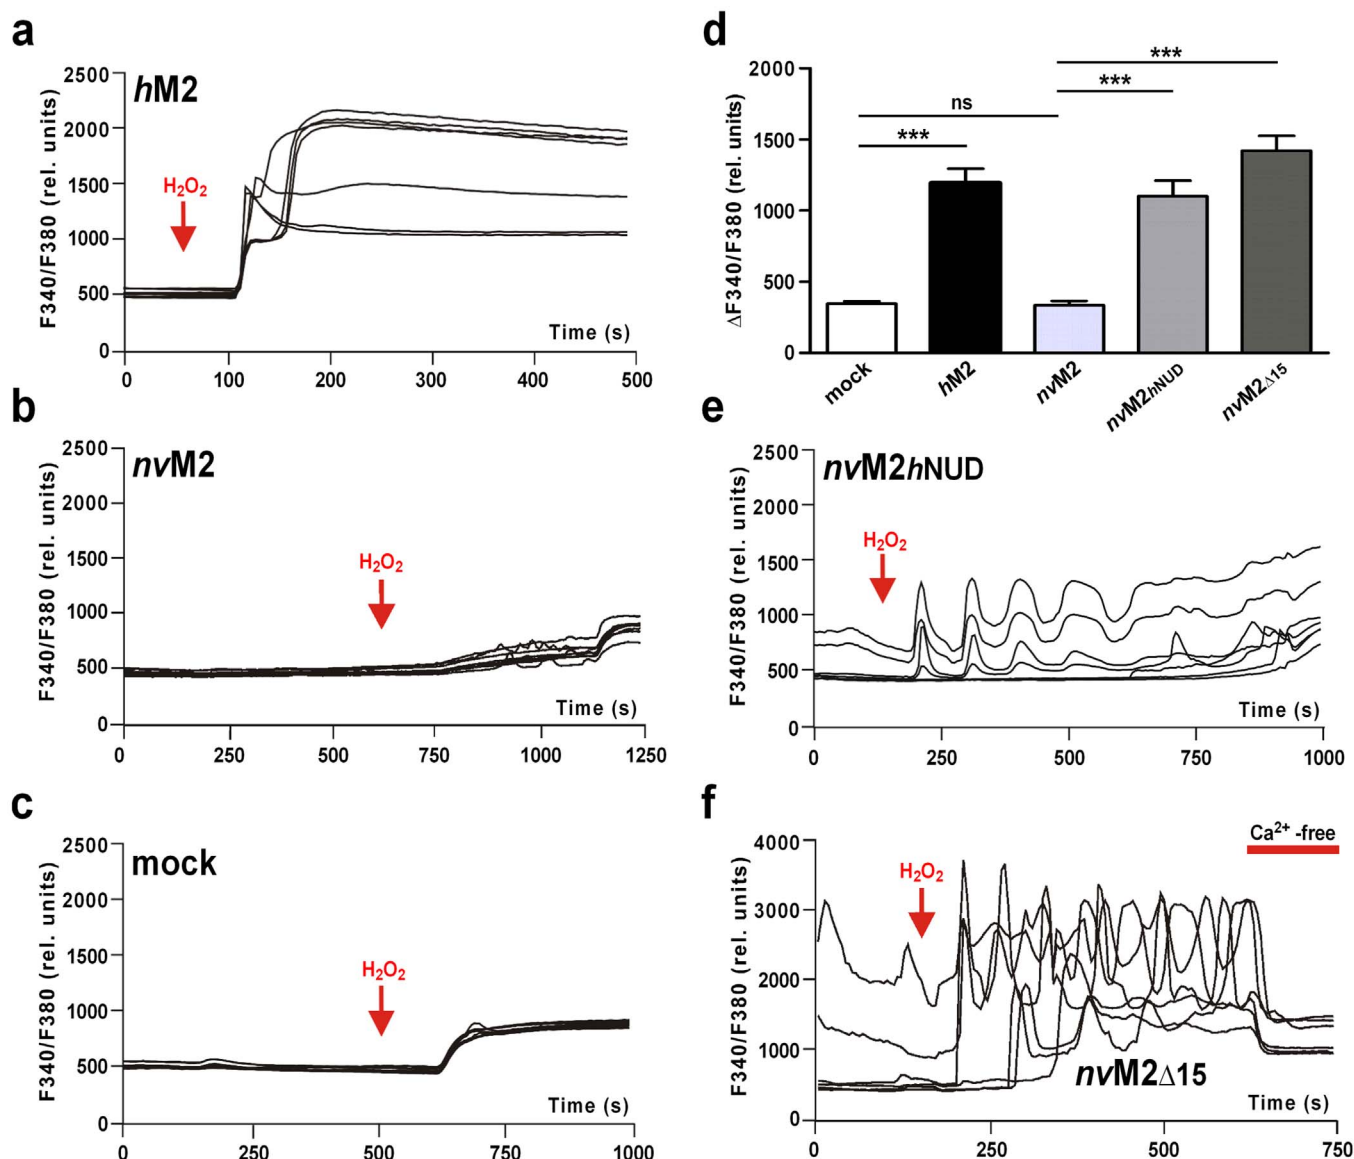 a
hM2
F340/F380 (rel. units)
2500
2000
1500
1000
500
0
H2O2
Time (s)
0 100 200 300 400 500
b
nvM2
F340/F380 (rel. units)
2500
2000
1500
1000
500
0
H2O2
Time (s)
0 250 500 750 1000 1250
c
mock
F340/F380 (rel. units)
2500
2000
1500
1000
500
0
H2O2
Time (s)
0 250 500 750 1000
d
ΔF340/F380 (rel. units)
2000
1500
1000
500
0
***
***
ns
***
mock hM2 nvM2 nvM2hNUD nvM2Δ15
e
nvM2hNUD
F340/F380 (rel. units)
2500
2000
1500
1000
500
0
H2O2
Time (s)
0 250 500 750 1000
f
Ca2+ -free
F340/F380 (rel. units)
4000
3000
2000
1000
0
H2O2
nvM2Δ15
Time (s)
0 250 500 750